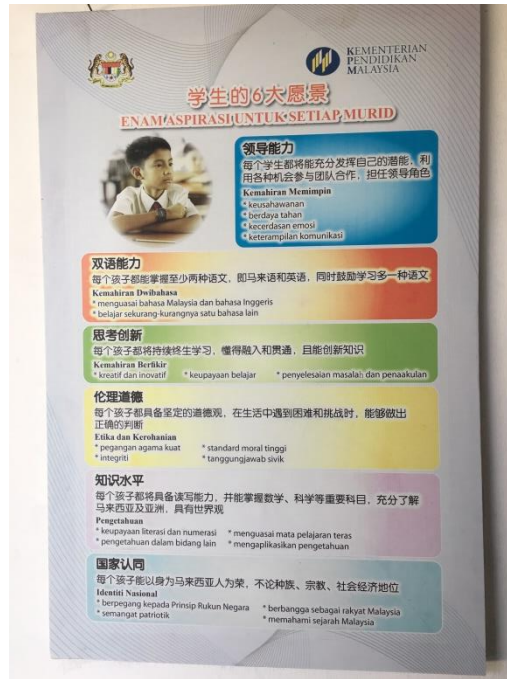 KEMENTERIAN
PENDIDIKAN
MALAYSIA
学生的6大愿景
ENAM ASPIRASI UNTUK SETIAP MURID
领导能力
每个学生都将能充分发挥自己的潜能，利
用各种机会参与团队合作，担任领导角色
Kemahiran Memimpin
* keusahawanan
* berdaya tahan
* kecerdasan emosi
* keterampilan komunikasi
双语能力
每个孩子都能掌握至少两种语文，即马来语和英语，同时鼓励学习多一种语文
Kemahiran Dwibahasa
* menguasai bahasa Malaysia dan bahasa Inggeris
* belajar sekurang-kurangnya satu bahasa lain
思考创新
每个孩子都将持续终生学习，懂得融入和贯通，且能创新知识
Kemahiran Berfikir
* kreatif dan inovatif * keupayaan belajar * penyelesaian masalah dan penaakulan
伦理道德
每个孩子都具备坚定的道德观，在生活中遇到困难和挑战时，能够做出
正确的判断
Etika dan Kerohanian
* pegangan agama kuat * standard moral tinggi
* integriti * tanggungjawab sivik
知识水平
每个孩子都将具备读写能力，并能掌握数学、科学等重要科目，充分了解
马来西亚及亚洲，具有世界观
Pengetahuan
* keupayaan literasi dan numerasi * menguasai mata pelajaran teras
* pengetahuan dalam bidang lain * mengaplikasikan pengetahuan
国家认同
每个孩子能以身为马来西亚人为荣，不论种族、宗教、社会经济地位
Identiti Nasional
* berpegang kepada Prinsip Rukun Negara * berbangga sebagai rakyat Malaysia
* semangat patriotik * memahami sejarah Malaysia